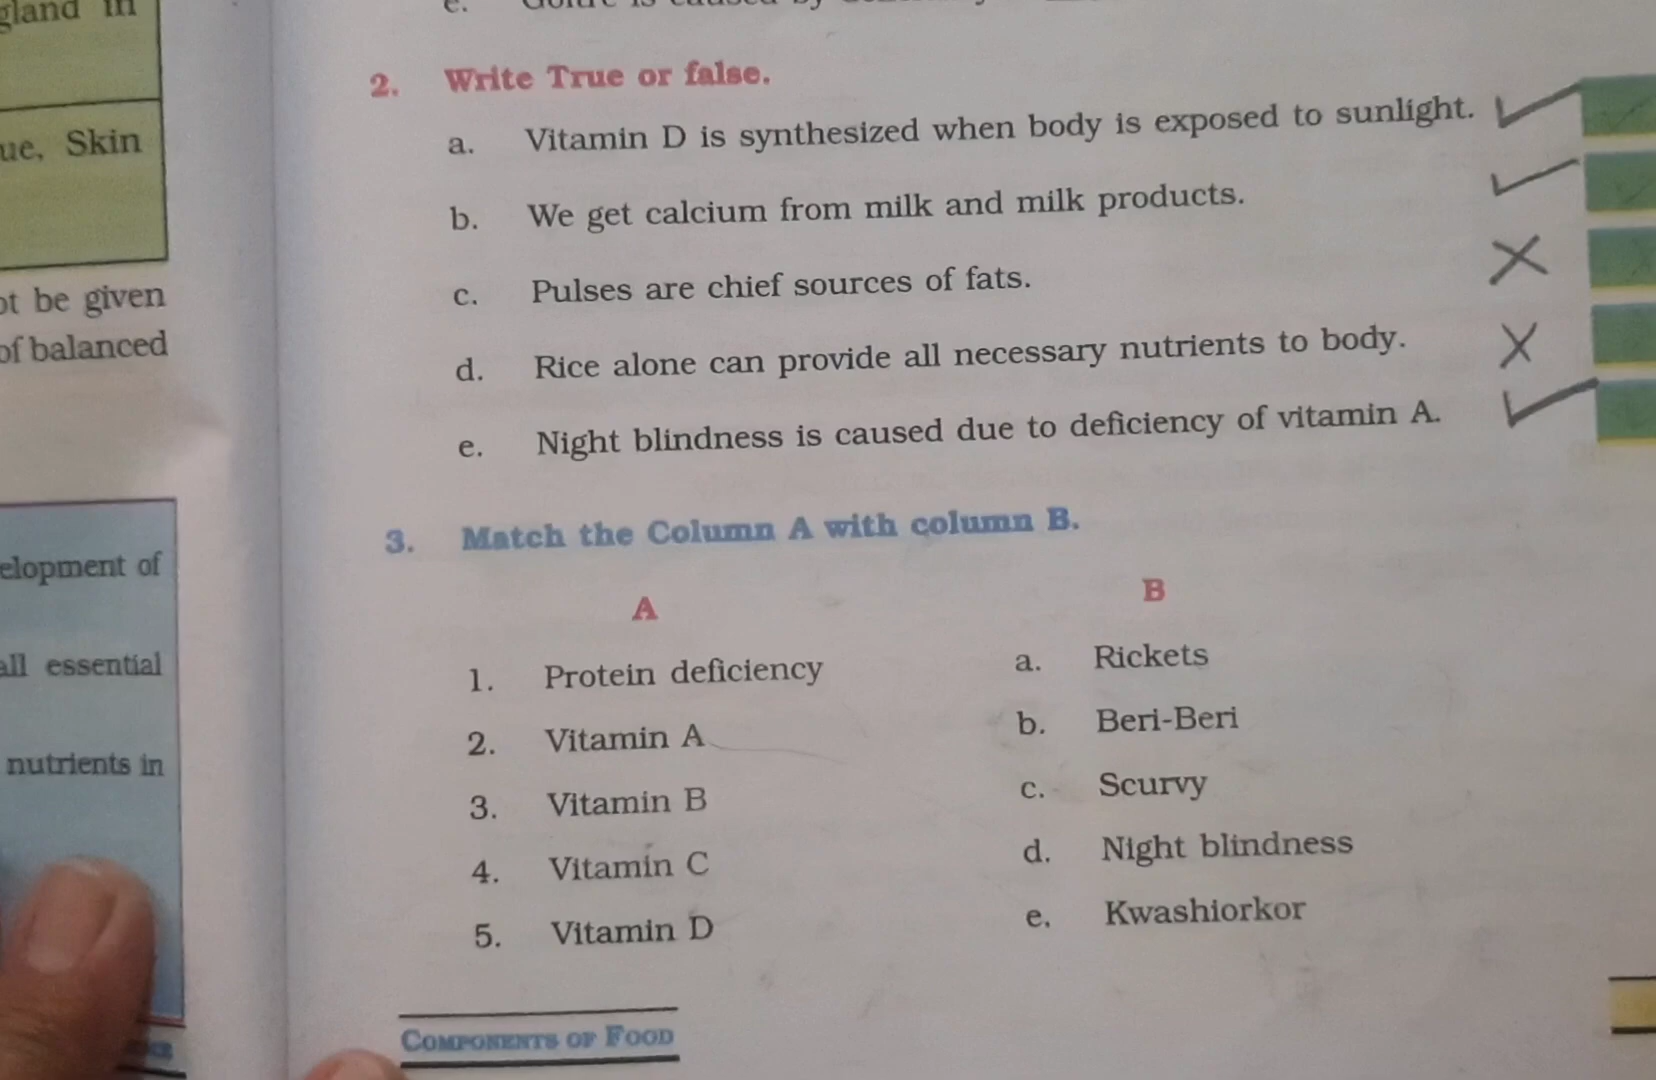 gland in
ue, Skin
ot be given
of balanced
elopment of
all essential
nutrients in
e.
2. Write True or false.
a. Vitamin D is synthesized when body is exposed to sunlight. ✓
b. We get calcium from milk and milk products. ✓
c. Pulses are chief sources of fats. ✗
d. Rice alone can provide all necessary nutrients to body. ✗
e. Night blindness is caused due to deficiency of vitamin A. ✓
3. Match the Column A with column B.
A B
1. Protein deficiency a. Rickets
2. Vitamin A b. Beri-Beri
3. Vitamin B c. Scurvy
4. Vitamin C d. Night blindness
5. Vitamin D e. Kwashiorkor
COMPONENTS OF FOOD